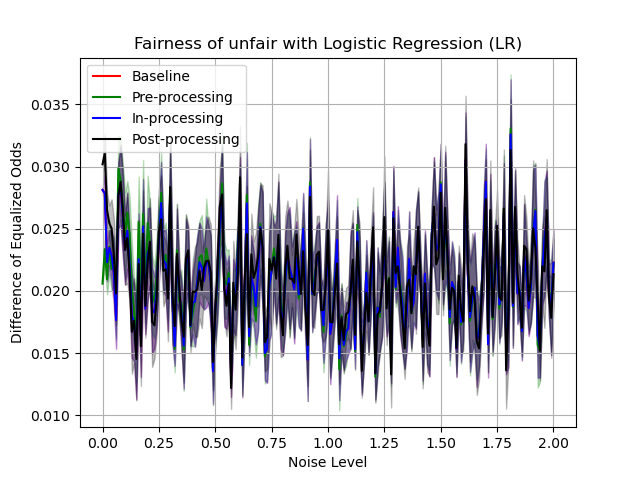 Fairness of unfair with Logistic Regression (LR)
Difference of Equalized Odds
0.035
0.030
0.025
0.020
0.015
0.010
Baseline
Pre-processing
In-processing
Post-processing
0.00 0.25 0.50 0.75 1.00 1.25 1.50 1.75 2.00
Noise Level